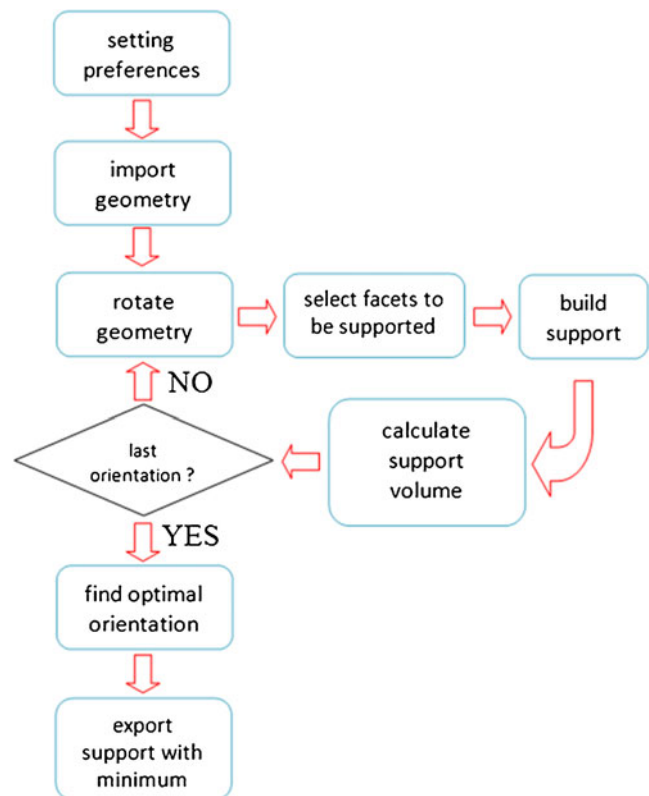 setting
preferences
import
geometry
rotate
geometry
select facets to
be supported
build
support
calculate
support
volume
last
orientation ?
NO
YES
find optimal
orientation
export
support with
minimum